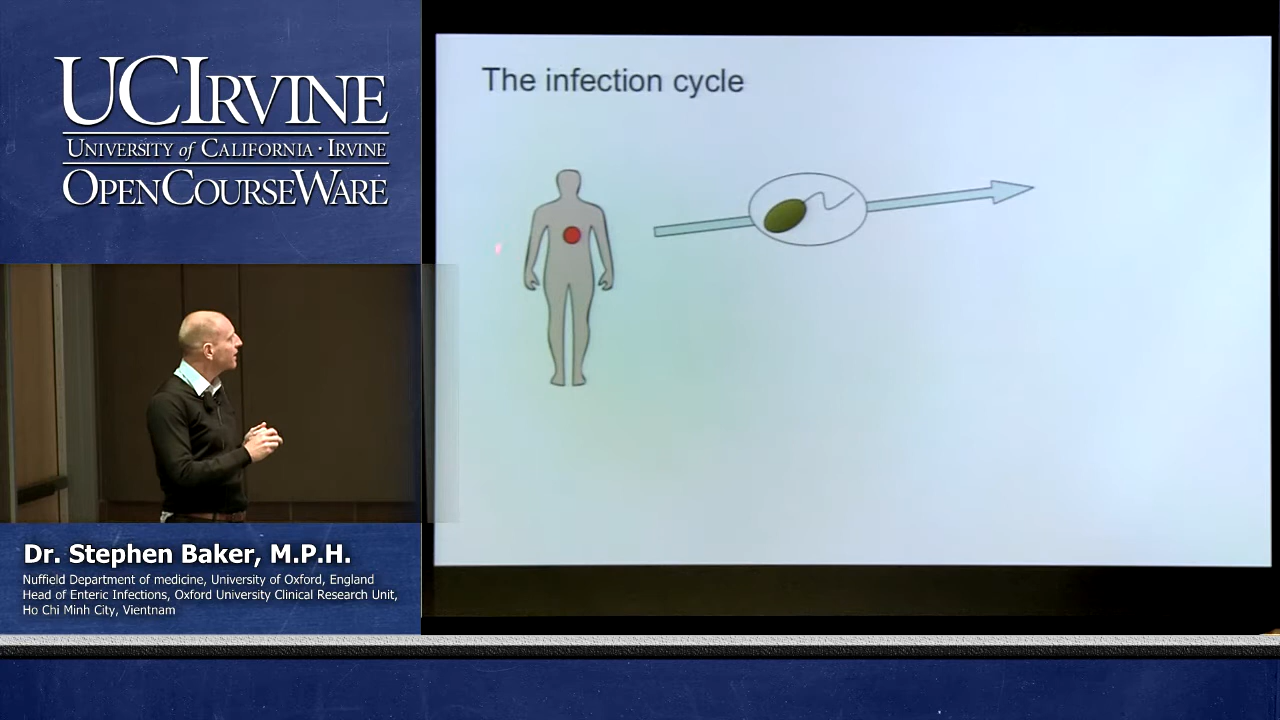 UCIRVINE
UNIVERSITY of CALIFORNIA · IRVINE
OPENCOURSEWARE
The infection cycle
Dr. Stephen Baker, M.P.H.
Nuffield Department of medicine, University of Oxford, England
Head of Enteric Infections, Oxford University Clinical Research Unit,
Ho Chi Minh City, Vientnam